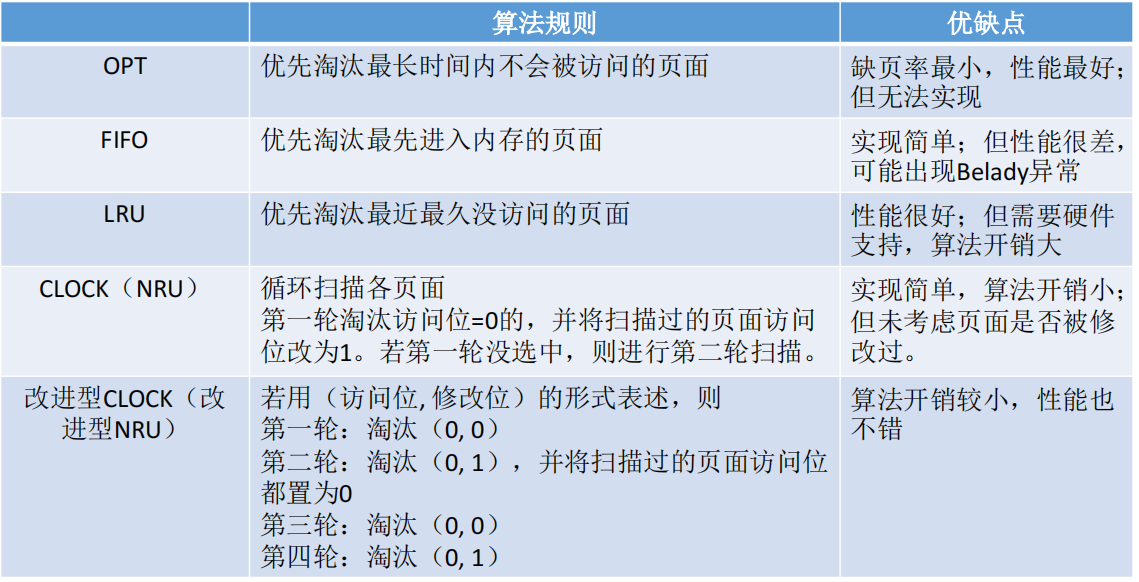 算法规则 优缺点
OPT 优先淘汰最长时间内不会被访问的页面 缺页率最小，性能最好；
但无法实现
FIFO 优先淘汰最先进入内存的页面 实现简单；但性能很差，
可能出现Belady异常
LRU 优先淘汰最近最久没访问的页面 性能很好；但需要硬件
支持，算法开销大
CLOCK（NRU） 循环扫描各页面 实现简单，算法开销小；
第一轮淘汰访问位=0的，并将扫描过的页面访问 但未考虑页面是否被修
位改为1。若第一轮没选中，则进行第二轮扫描。 改过。
改进型CLOCK（改 若用（访问位, 修改位）的形式表述，则 算法开销较小，性能也
进型NRU） 第一轮：淘汰（0, 0） 不错
第二轮：淘汰（0, 1），并将扫描过的页面访问位
都置为0
第三轮：淘汰（0, 0）
第四轮：淘汰（0, 1）